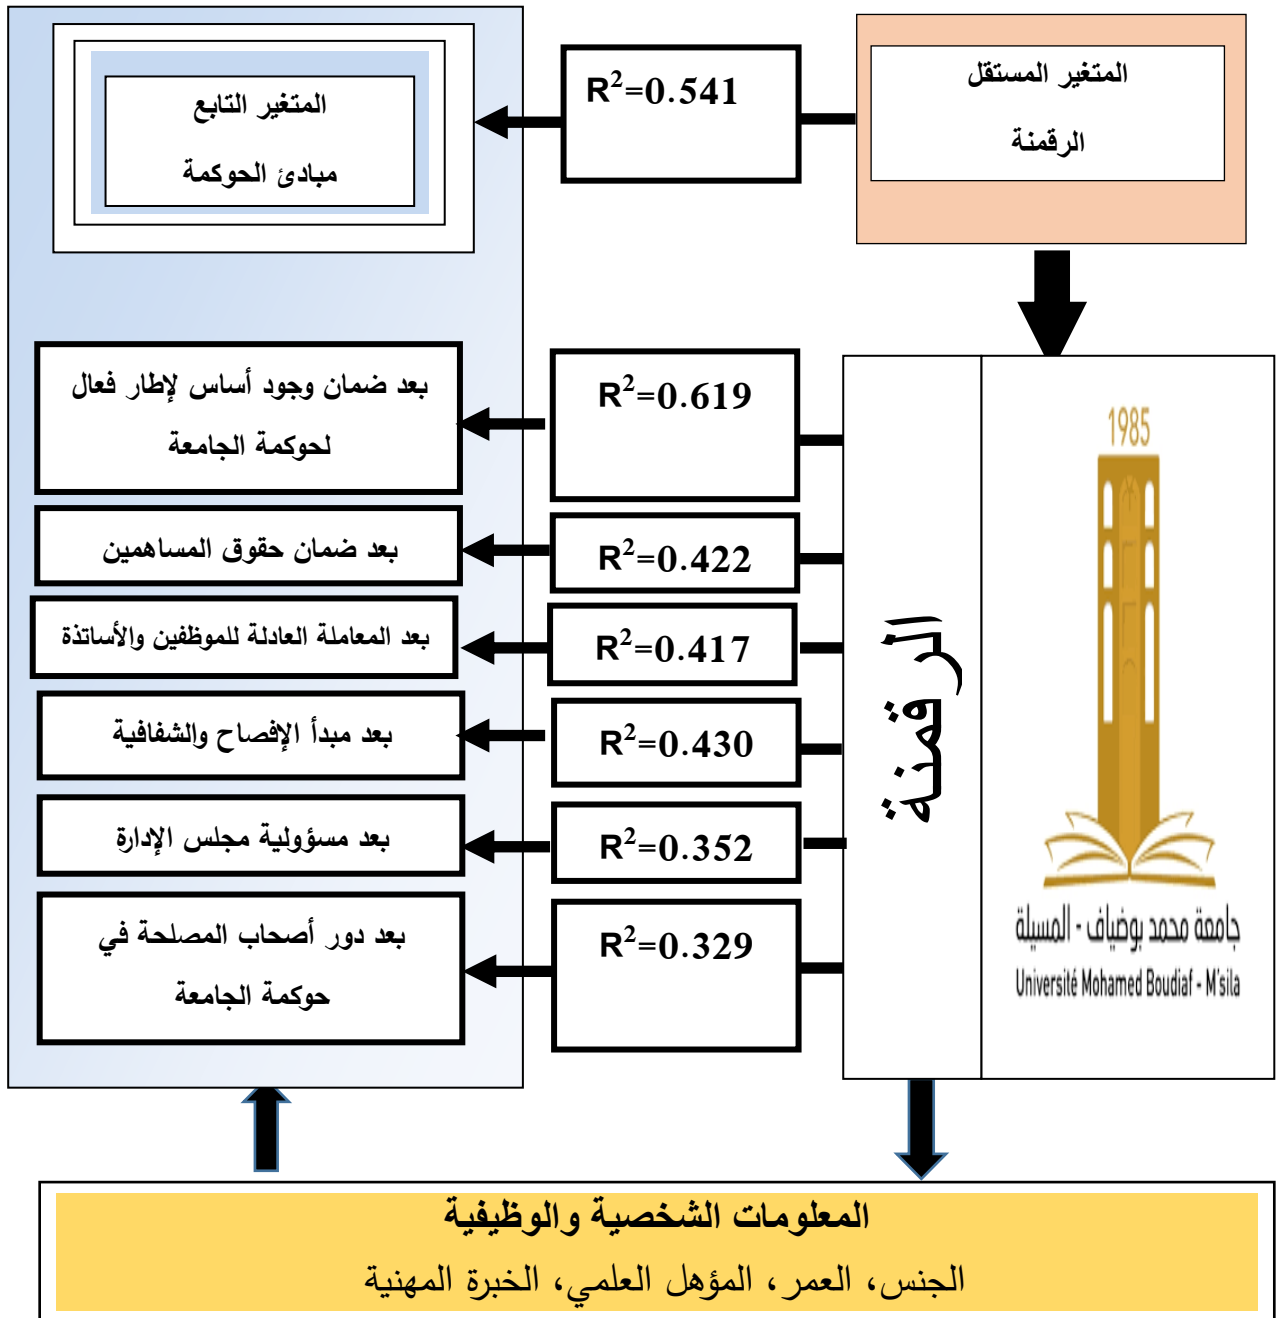 المتغير المستقل
الرقمنة
R²=0.541
المتغير التابع
مبادئ الحوكمة
1985
جامعة محمد بوضياف - المسيلة
Université Mohamed Boudiaf - M'sila
الرقمنة
R²=0.619
بعد ضمان وجود أساس لإطار فعال
لحوكمة الجامعة
R²=0.422
بعد ضمان حقوق المساهمين
R²=0.417
بعد المعاملة العادلة للموظفين والأساتذة
R²=0.430
بعد مبدأ الإفصاح والشفافية
R²=0.352
بعد مسؤولية مجلس الإدارة
R²=0.329
بعد دور أصحاب المصلحة في
حوكمة الجامعة
المعلومات الشخصية والوظيفية
الجنس، العمر، المؤهل العلمي، الخبرة المهنية